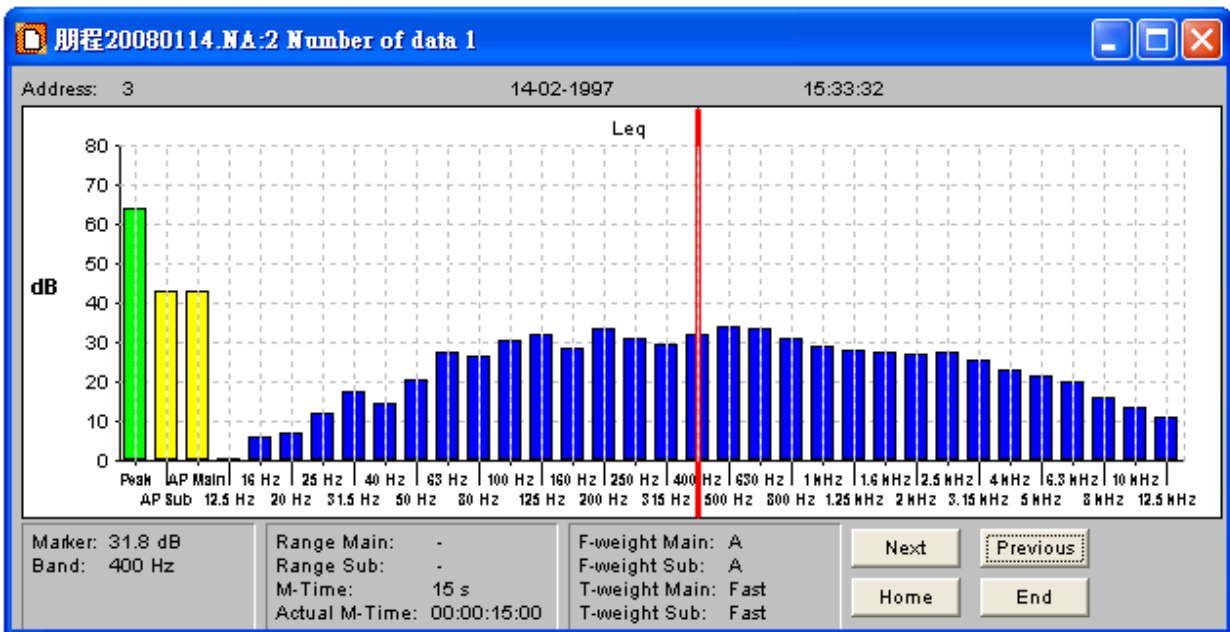 朋程20080114.NA:2 Number of data 1
Address: 3 14-02-1997 15:33:32
Leq
80
70
60
50
dB
40
30
20
10
0
Peak AP Main 16 Hz 25 Hz 40 Hz 63 Hz 100 Hz 160 Hz 250 Hz 400 Hz 630 Hz 1 kHz 1.6 kHz 2.5 kHz 4 kHz 6.3 kHz 10 kHz
AP Sub 12.5 Hz 20 Hz 31.5 Hz 50 Hz 80 Hz 125 Hz 200 Hz 315 Hz 500 Hz 800 Hz 1.25 kHz 2 kHz 3.15 kHz 5 kHz 8 kHz 12.5 kHz
Marker: 31.8 dB
Band: 400 Hz
Range Main: -
Range Sub: -
M-Time: 15 s
Actual M-Time: 00:00:15:00
F-weight Main: A
F-weight Sub: A
T-weight Main: Fast
T-weight Sub: Fast
Next Previous
Home End